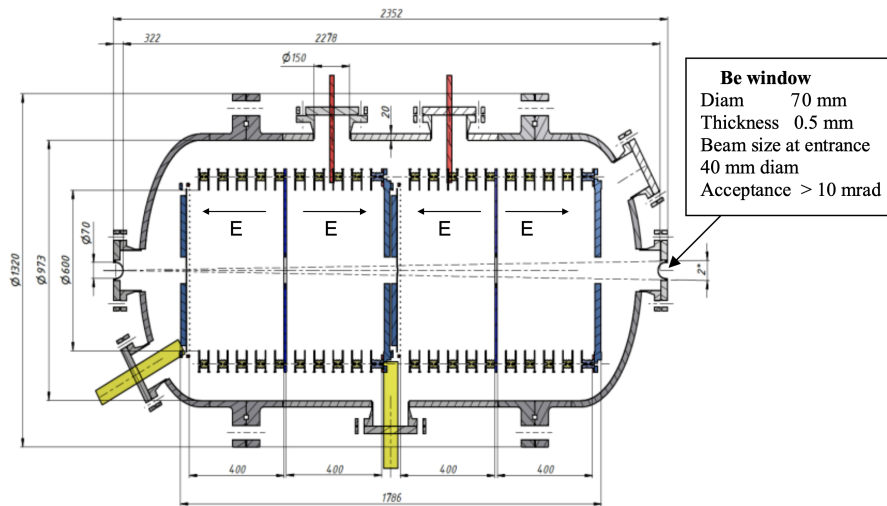 2352
322
2278
Ø150
20
Be window
Diam 70 mm
Thickness 0.5 mm
Beam size at entrance
40 mm diam
Acceptance > 10 mrad
E
E
E
E
Ø1320
Ø973
Ø600
Ø70
2*
400
400
400
400
1786